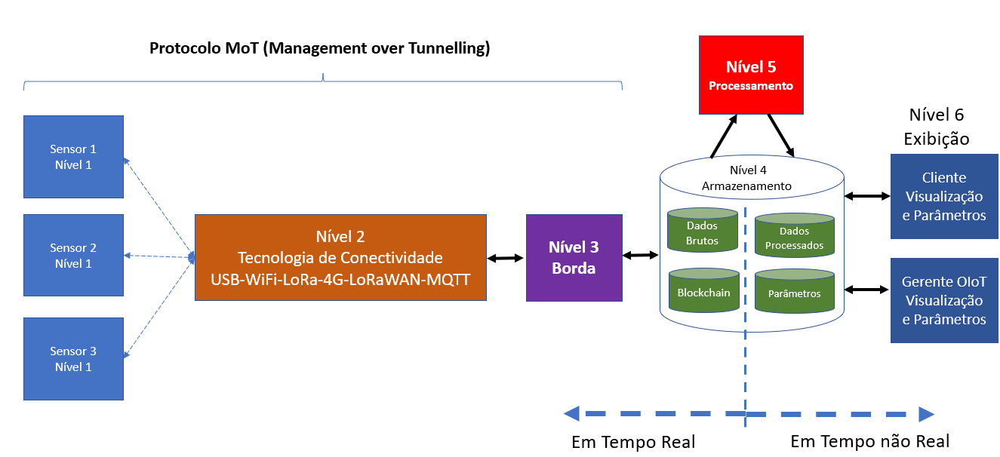 Protocolo MoT (Management over Tunnelling)
Sensor 1
Nível 1
Sensor 2
Nível 1
Sensor 3
Nível 1
Nível 2
Tecnologia de Conectividade
USB-WiFi-LoRa-4G-LoRaWAN-MQTT
Nível 3
Borda
Nível 5
Processamento
Nível 4
Armazenamento
Dados
Brutos
Dados
Processados
Blockchain
Parâmetros
Nível 6
Exibição
Cliente
Visualização
e Parâmetros
Gerente OIoT
Visualização
e Parâmetros
Em Tempo Real
Em Tempo não Real